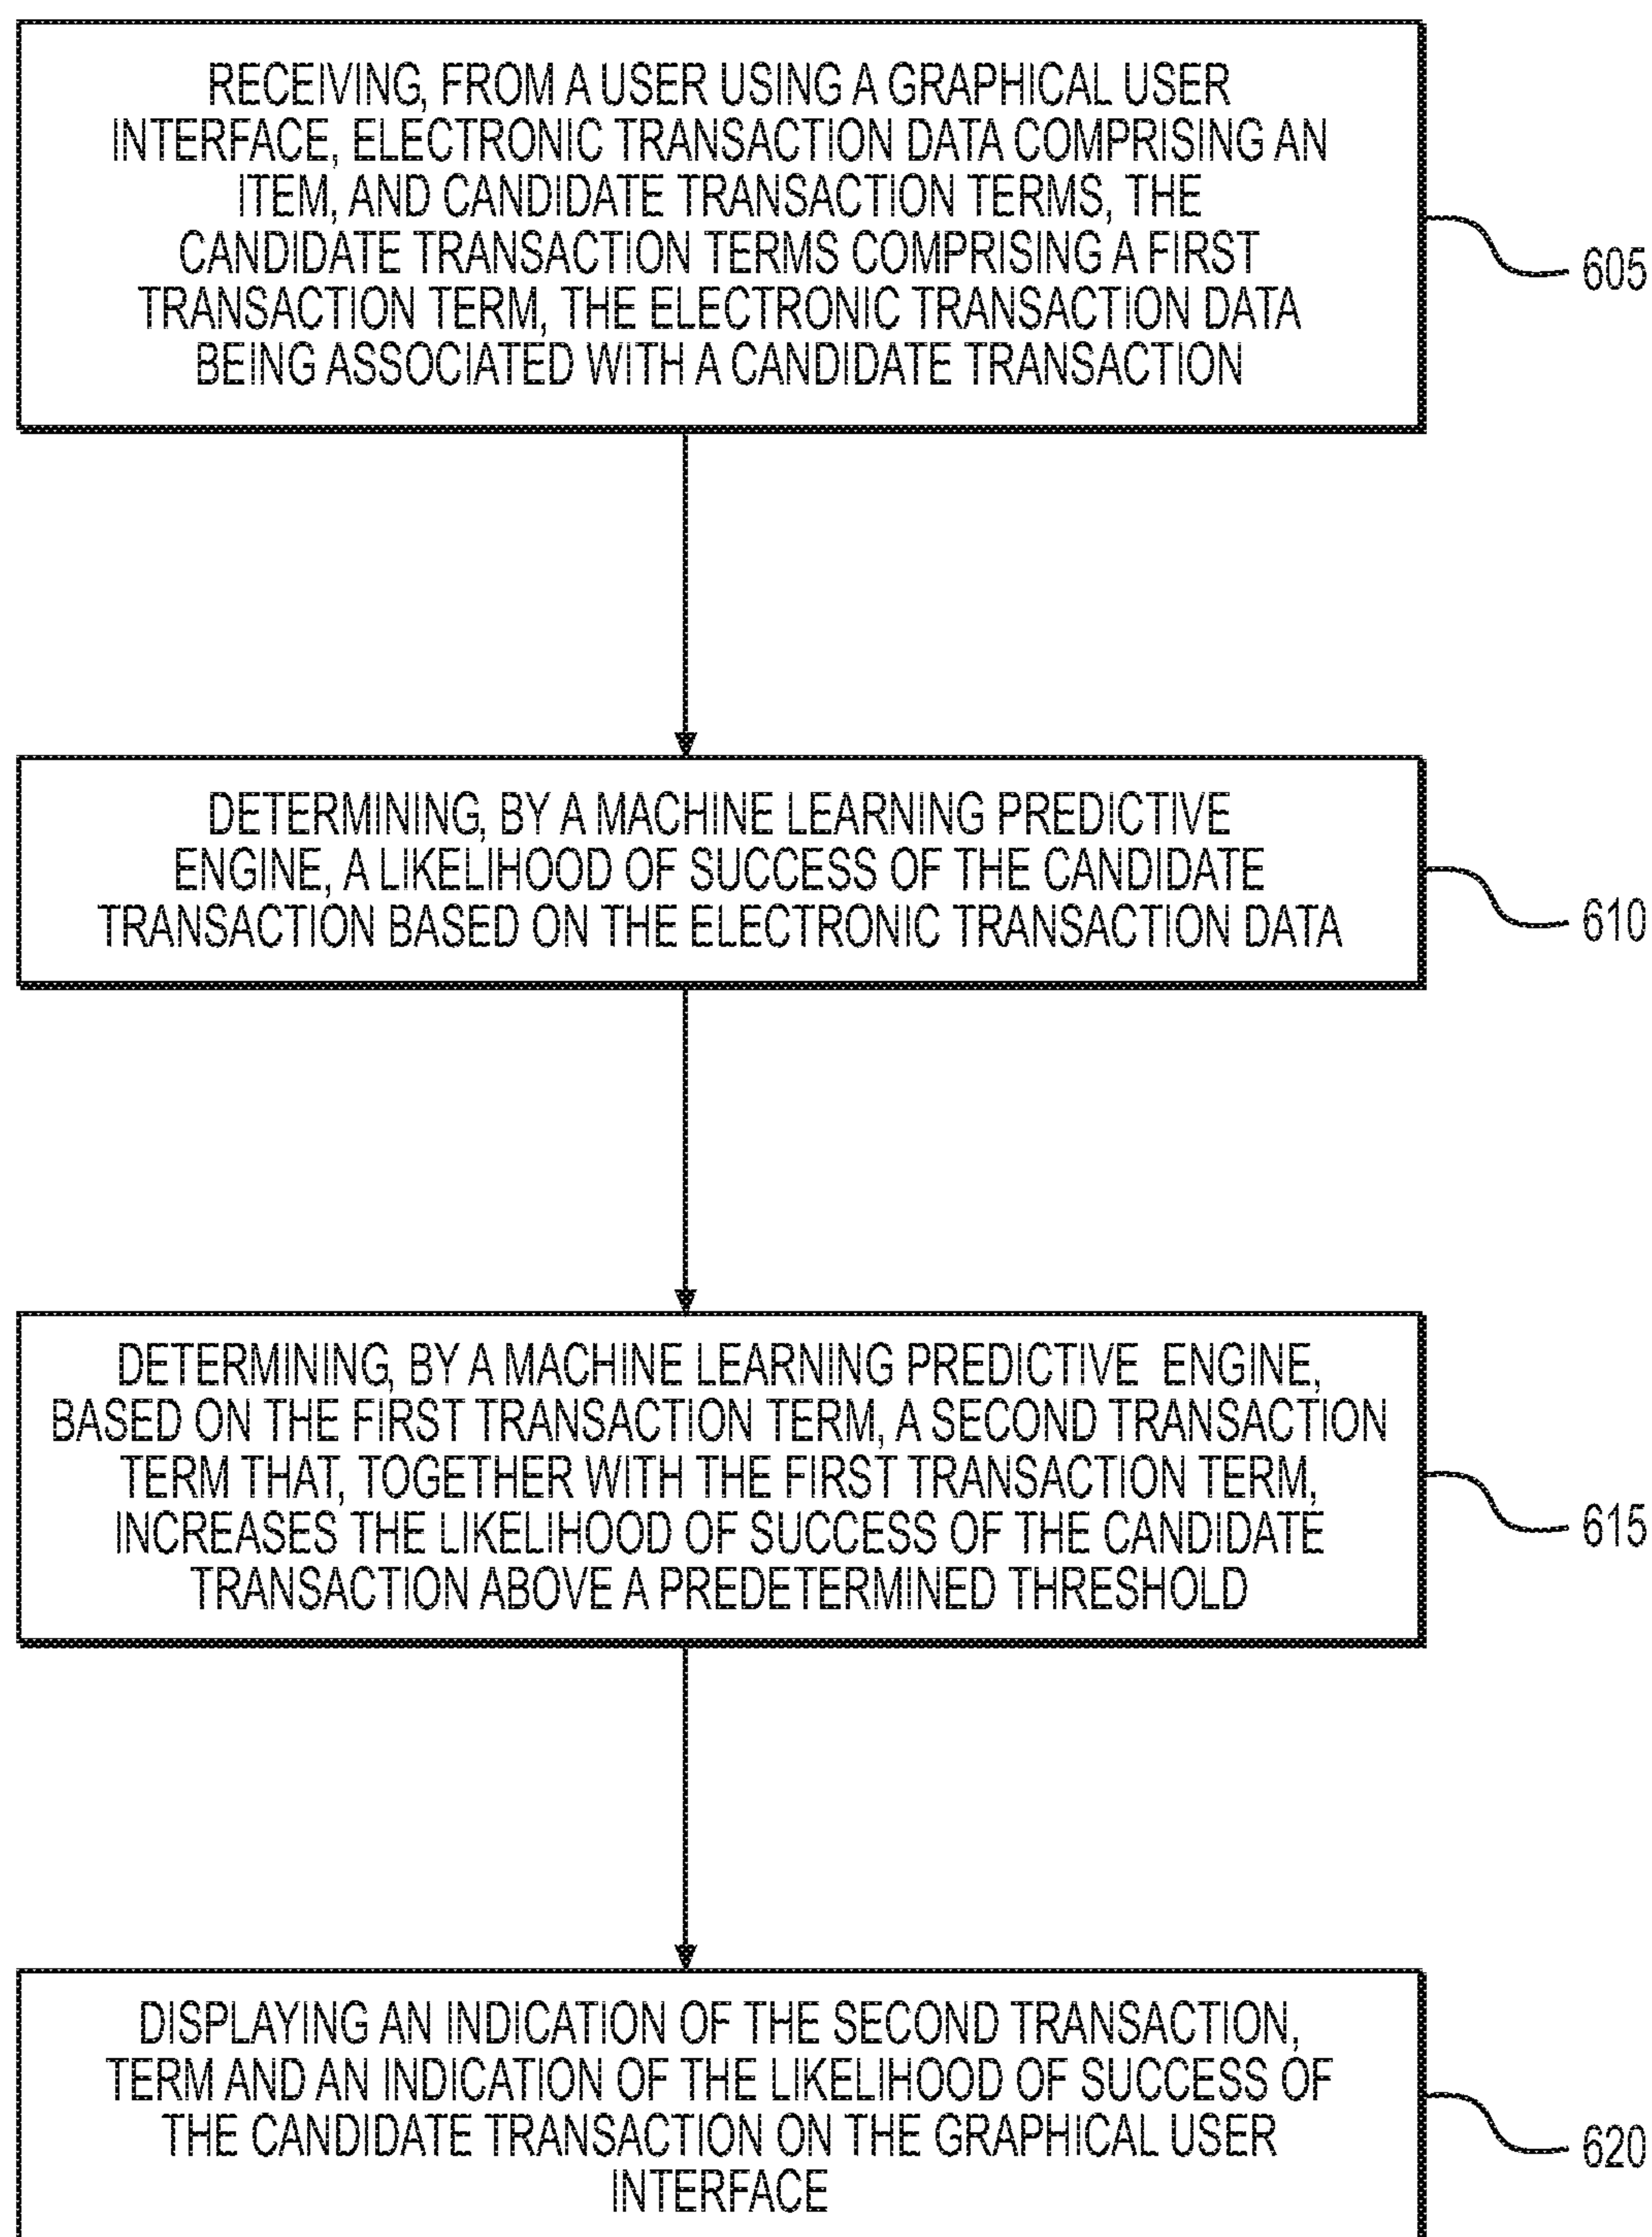 RECEIVING, FROM A USER USING A GRAPHICAL USER
INTERFACE, ELECTRONIC TRANSACTION DATA COMPRISING AN
ITEM, AND CANDIDATE TRANSACTION TERMS, THE
CANDIDATE TRANSACTION TERMS COMPRISING A FIRST
TRANSACTION TERM, THE ELECTRONIC TRANSACTION DATA
BEING ASSOCIATED WITH A CANDIDATE TRANSACTION
605
DETERMINING, BY A MACHINE LEARNING PREDICTIVE
ENGINE, A LIKELIHOOD OF SUCCESS OF THE CANDIDATE
TRANSACTION BASED ON THE ELECTRONIC TRANSACTION DATA
610
DETERMINING, BY A MACHINE LEARNING PREDICTIVE ENGINE,
BASED ON THE FIRST TRANSACTION TERM, A SECOND TRANSACTION
TERM THAT, TOGETHER WITH THE FIRST TRANSACTION TERM,
INCREASES THE LIKELIHOOD OF SUCCESS OF THE CANDIDATE
TRANSACTION ABOVE A PREDETERMINED THRESHOLD
615
DISPLAYING AN INDICATION OF THE SECOND TRANSACTION,
TERM AND AN INDICATION OF THE LIKELIHOOD OF SUCCESS OF
THE CANDIDATE TRANSACTION ON THE GRAPHICAL USER
INTERFACE
620